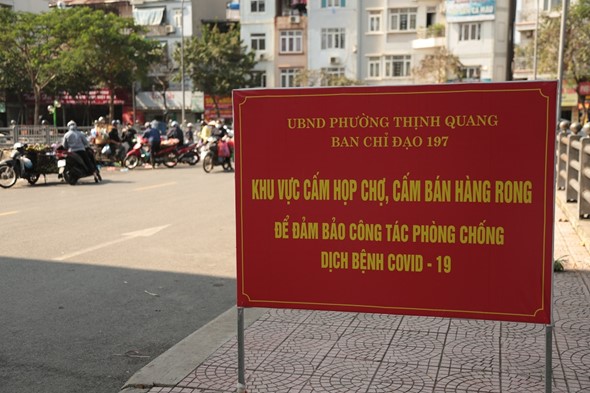 UBND PHƯỜNG THỊNH QUANG
BAN CHỈ ĐẠO 197
KHU VỰC CẤM HỌP CHỢ, CẤM BÁN HÀNG RONG
ĐỂ ĐẢM BẢO CÔNG TÁC PHÒNG CHỐNG
DỊCH BỆNH COVID - 19